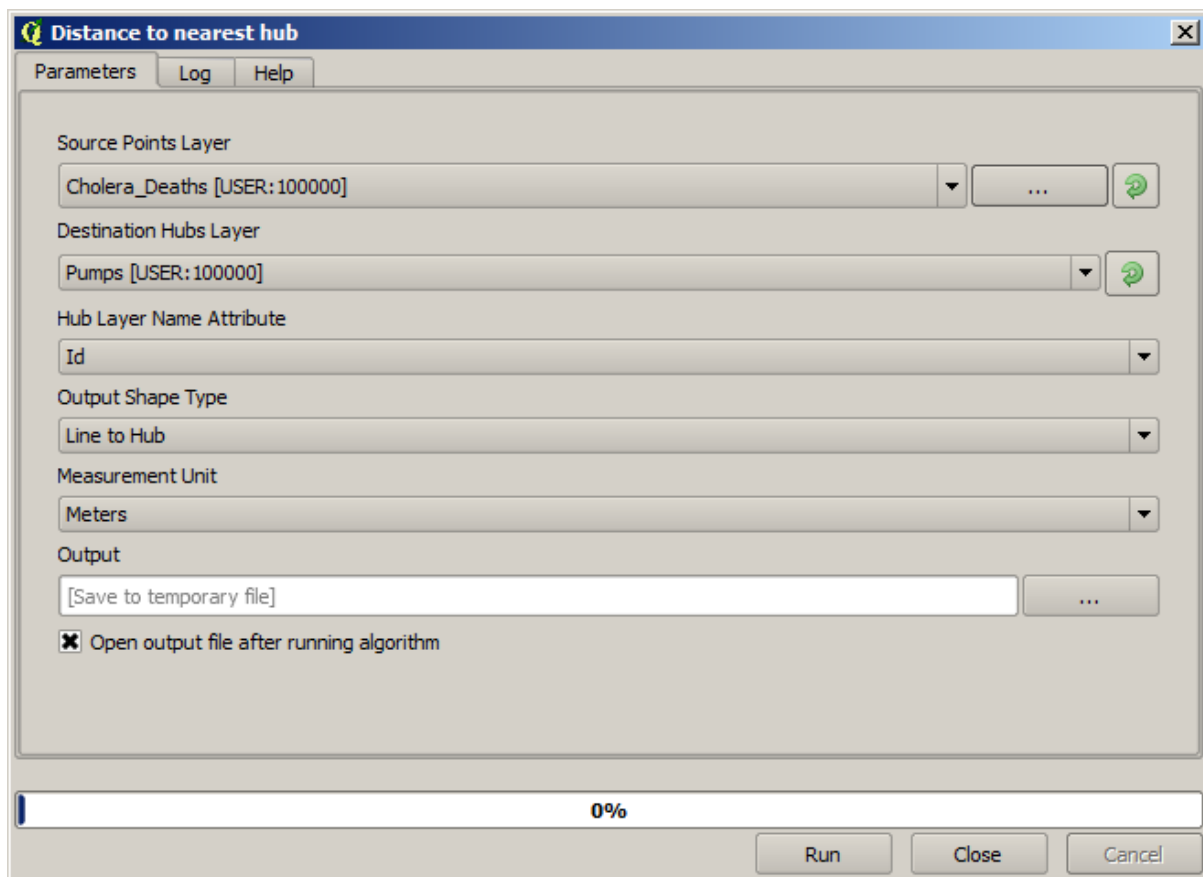 Distance to nearest hub
Parameters Log Help
Source Points Layer
Cholera_Deaths [USER:100000] ...
Destination Hubs Layer
Pumps [USER:100000]
Hub Layer Name Attribute
Id
Output Shape Type
Line to Hub
Measurement Unit
Meters
Output
[Save to temporary file] ...
Open output file after running algorithm
0%
Run Close Cancel